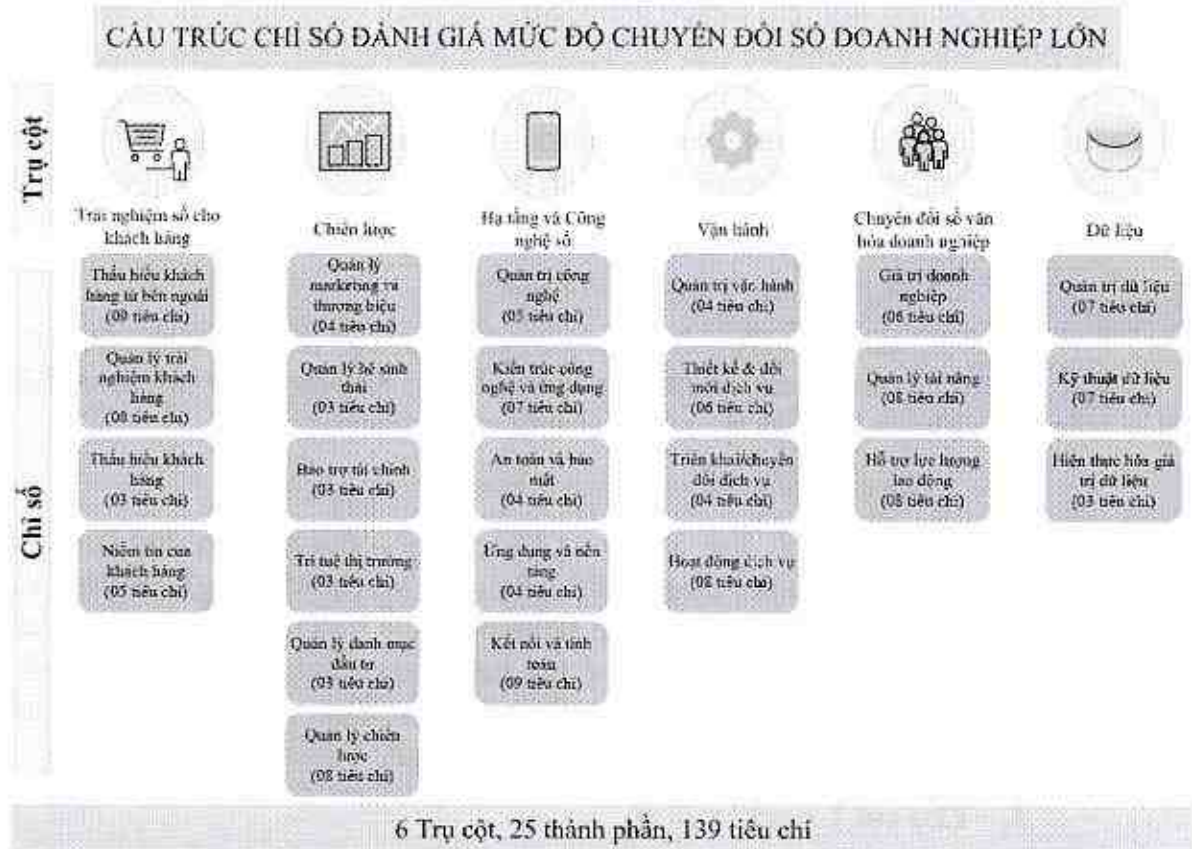 CẤU TRÚC CHỈ SỐ ĐÁNH GIÁ MỨC ĐỘ CHUYỂN ĐỔI SỐ DOANH NGHIỆP LỚN
Trụ cột
Trải nghiệm số cho
khách hàng
Chiến lược
Hạ tầng và Công
nghệ số
Vận hành
Chuyển đổi số văn
hóa doanh nghiệp
Dữ liệu
Chỉ số
Thấu hiểu khách
hàng từ bên ngoài
(09 tiêu chí)
Quản lý trải
nghiệm khách
hàng
(08 tiêu chí)
Thấu hiểu khách
hàng
(03 tiêu chí)
Niềm tin của
khách hàng
(05 tiêu chí)
Quản lý
marketing và
thương hiệu
(04 tiêu chí)
Quản lý hệ sinh
thái
(03 tiêu chí)
Bảo trợ tài chính
(03 tiêu chí)
Trí tuệ thị trường
(03 tiêu chí)
Quản lý danh mục
đầu tư
(03 tiêu chí)
Quản lý chiến
lược
(08 tiêu chí)
Quản trị công
nghệ
(05 tiêu chí)
Kiến trúc công
nghệ và ứng dụng
(07 tiêu chí)
An toàn và bảo
mật
(04 tiêu chí)
Ứng dụng và nền
tảng
(04 tiêu chí)
Kết nối và tính
toán
(09 tiêu chí)
Quản trị vận hành
(04 tiêu chí)
Thiết kế & đổi
mới dịch vụ
(06 tiêu chí)
Triển khai/chuyển
đổi dịch vụ
(04 tiêu chí)
Hoạt động dịch vụ
(08 tiêu chí)
Giá trị doanh
nghiệp
(06 tiêu chí)
Quản lý tài năng
(08 tiêu chí)
Hỗ trợ lực lượng
lao động
(08 tiêu chí)
Quản trị dữ liệu
(07 tiêu chí)
Kỹ thuật dữ liệu
(07 tiêu chí)
Hiện thực hóa giá
trị dữ liệu
(03 tiêu chí)
6 Trụ cột, 25 thành phần, 139 tiêu chí